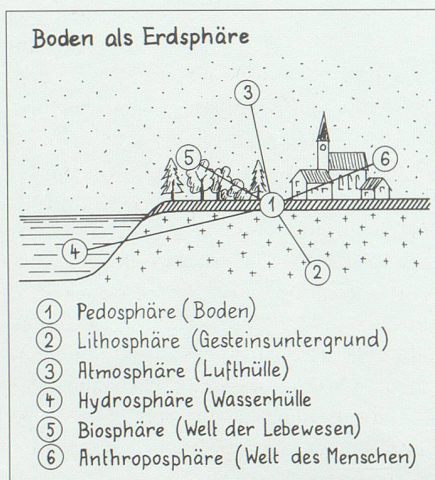 Boden als Erdsphäre
3
5
6
1
4
2
1 Pedosphäre (Boden)
2 Lithosphäre (Gesteinsuntergrund)
3 Atmosphäre (Lufthülle)
4 Hydrosphäre (Wasserhülle
5 Biosphäre (Welt der Lebewesen)
6 Anthroposphäre (Welt des Menschen)